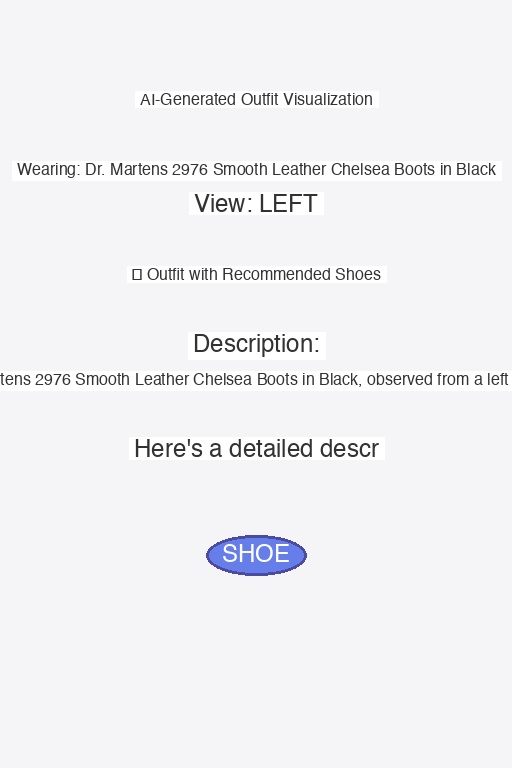 AI-Generated Outfit Visualization
Wearing: Dr. Martens 2976 Smooth Leather Chelsea Boots in Black
View: LEFT
Outfit with Recommended Shoes
Description:
tens 2976 Smooth Leather Chelsea Boots in Black, observed from a left
Here's a detailed descr
SHOE